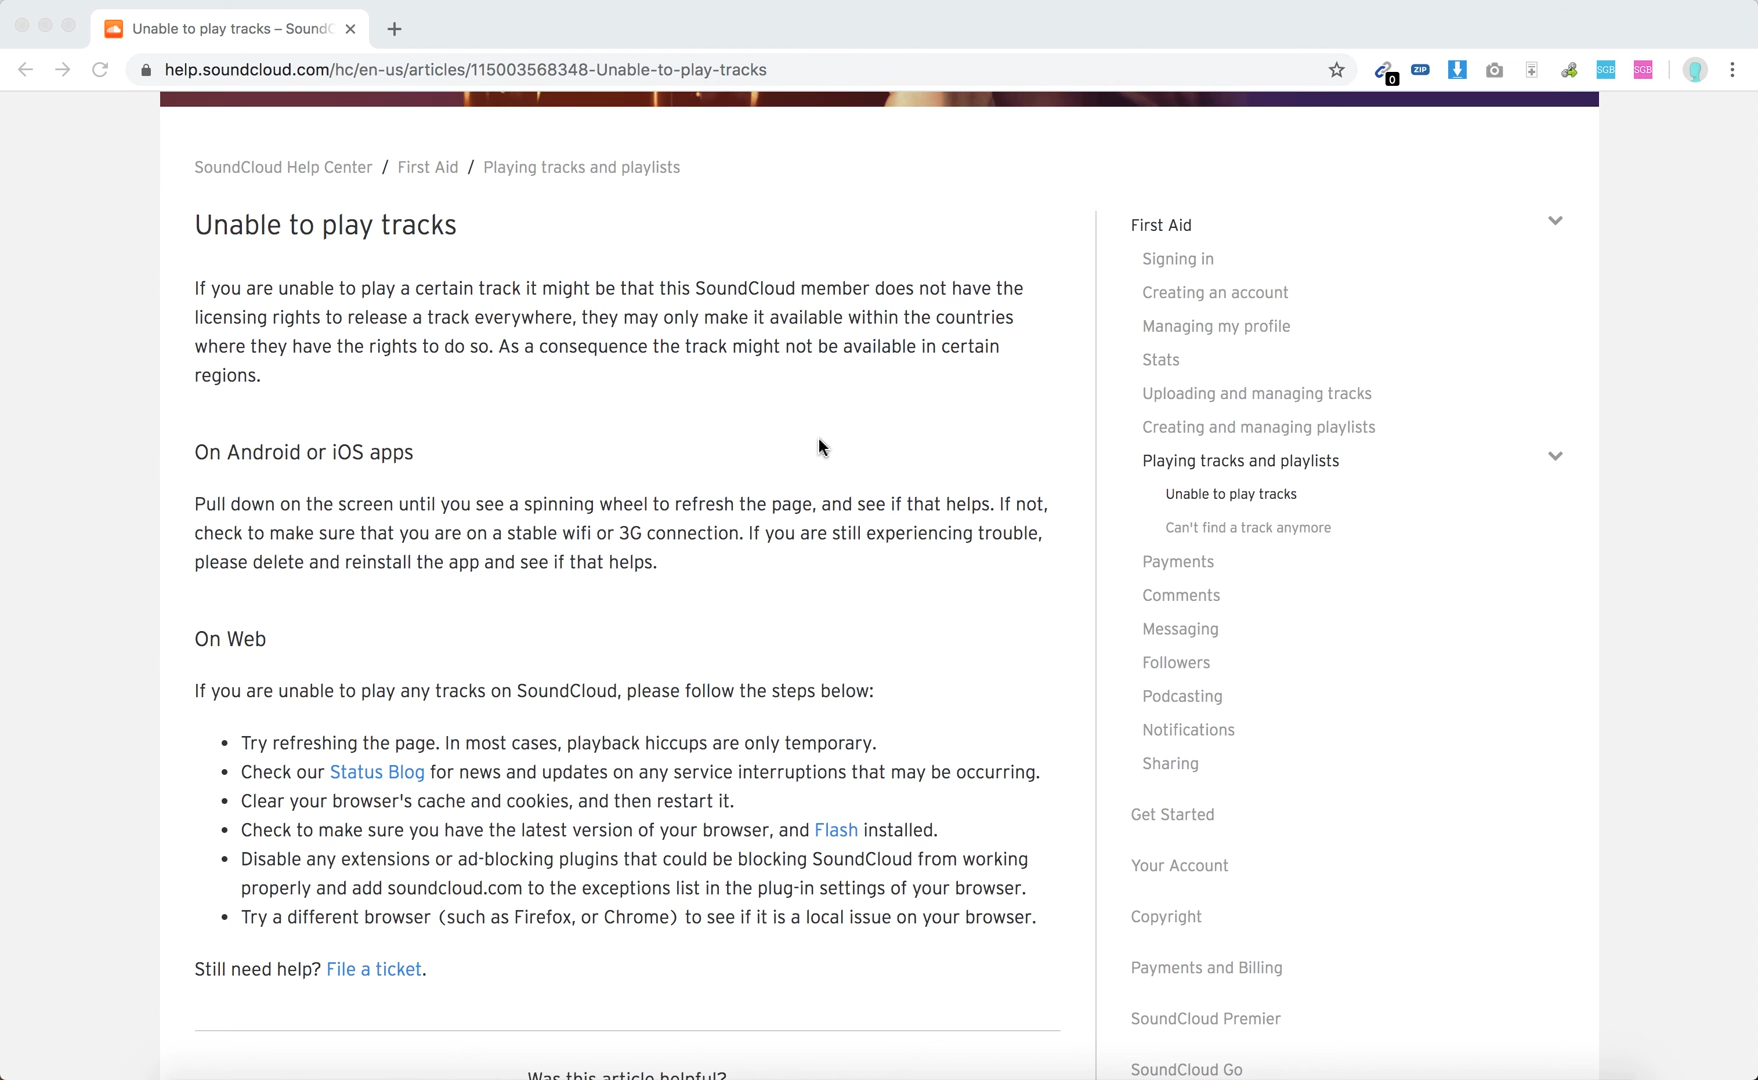 Unable to play tracks – SoundC
help.soundcloud.com/hc/en-us/articles/115003568348-Unable-to-play-tracks
0
ZIP
SGB
SGB
SoundCloud Help Center / First Aid / Playing tracks and playlists
Unable to play tracks
If you are unable to play a certain track it might be that this SoundCloud member does not have the
licensing rights to release a track everywhere, they may only make it available within the countries
where they have the rights to do so. As a consequence the track might not be available in certain
regions.
On Android or iOS apps
Pull down on the screen until you see a spinning wheel to refresh the page, and see if that helps. If not,
check to make sure that you are on a stable wifi or 3G connection. If you are still experiencing trouble,
please delete and reinstall the app and see if that helps.
On Web
If you are unable to play any tracks on SoundCloud, please follow the steps below:
• Try refreshing the page. In most cases, playback hiccups are only temporary.
• Check our Status Blog for news and updates on any service interruptions that may be occurring.
• Clear your browser's cache and cookies, and then restart it.
• Check to make sure you have the latest version of your browser, and Flash installed.
• Disable any extensions or ad-blocking plugins that could be blocking SoundCloud from working
properly and add soundcloud.com to the exceptions list in the plug-in settings of your browser.
• Try a different browser (such as Firefox, or Chrome) to see if it is a local issue on your browser.
Still need help? File a ticket.
Was this article helpful?
First Aid
Signing in
Creating an account
Managing my profile
Stats
Uploading and managing tracks
Creating and managing playlists
Playing tracks and playlists
Unable to play tracks
Can't find a track anymore
Payments
Comments
Messaging
Followers
Podcasting
Notifications
Sharing
Get Started
Your Account
Copyright
Payments and Billing
SoundCloud Premier
SoundCloud Go